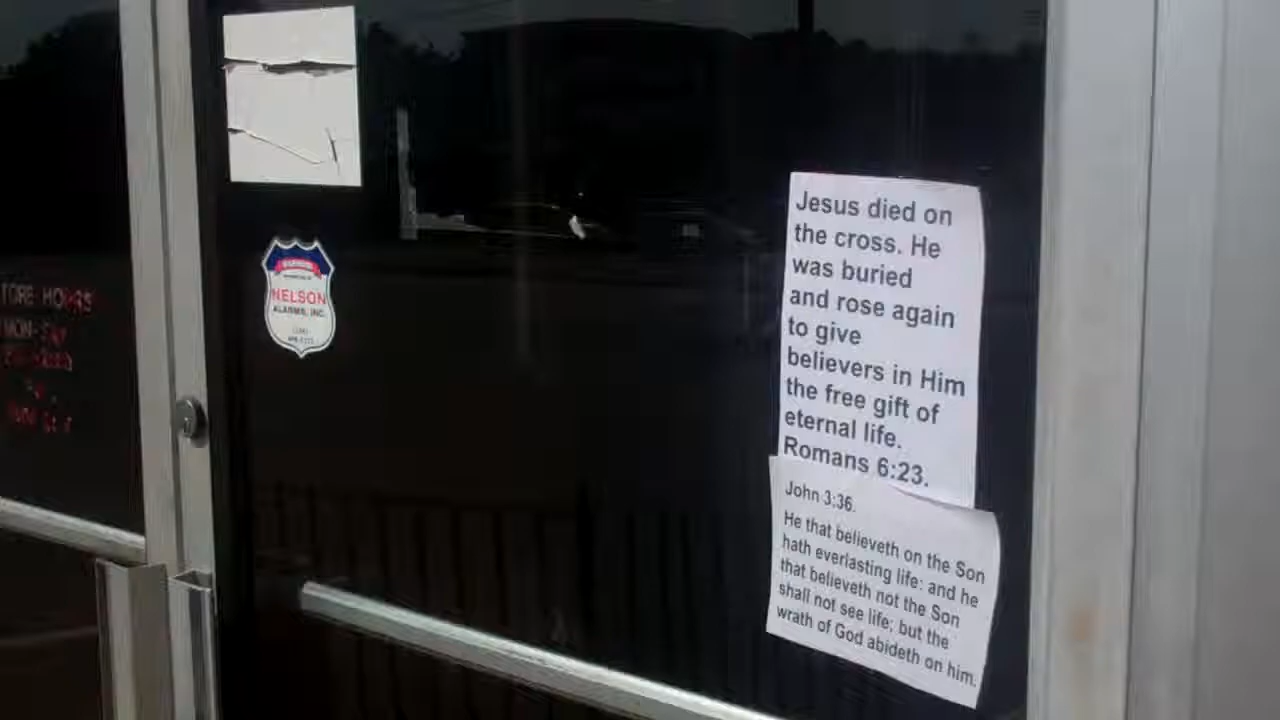 TORE HOURS
MON-
NELSON
ALARMS, INC.
Jesus died on
the cross. He
was buried
and rose again
to give
believers in Him
the free gift of
eternal life.
Romans 6:23.
John 3:36.
He that believeth on the Son
hath everlasting life: and he
that believeth not the Son
shall not see life; but the
wrath of God abideth on him.